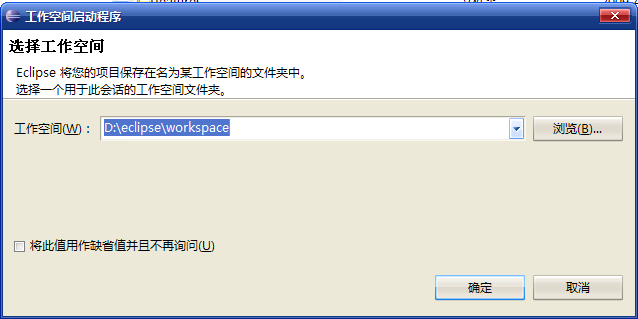 工作空间启动程序
选择工作空间
Eclipse 将您的项目保存在名为某工作空间的文件夹中。
选择一个用于此会话的工作空间文件夹。
工作空间(W)： D:\eclipse\workspace 浏览(B)...
将此值用作缺省值并且不再询问(U)
确定 取消